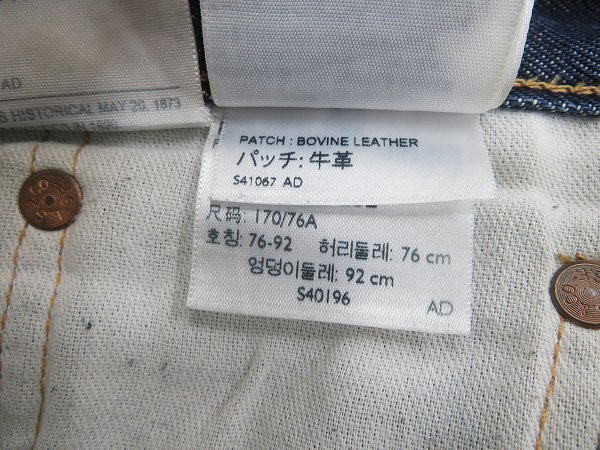 AD
S HISTORICAL MAY 20, 1873
PATCH : BOVINE LEATHER
パッチ: 牛革
S41067 AD
尺码: 170/76A
호칭: 76-92 허리둘레: 76 cm
엉덩이둘레: 92 cm
S40196 AD